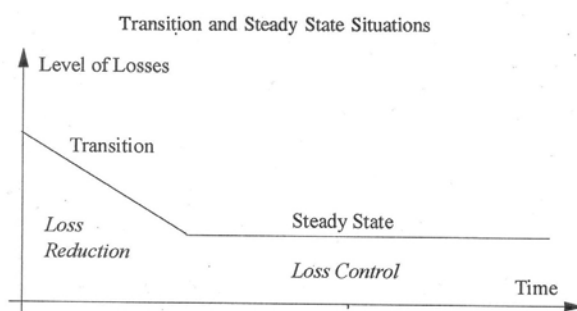 Transition and Steady State Situations
Level of Losses
Transition
Steady State
Loss
Reduction
Loss Control
Time